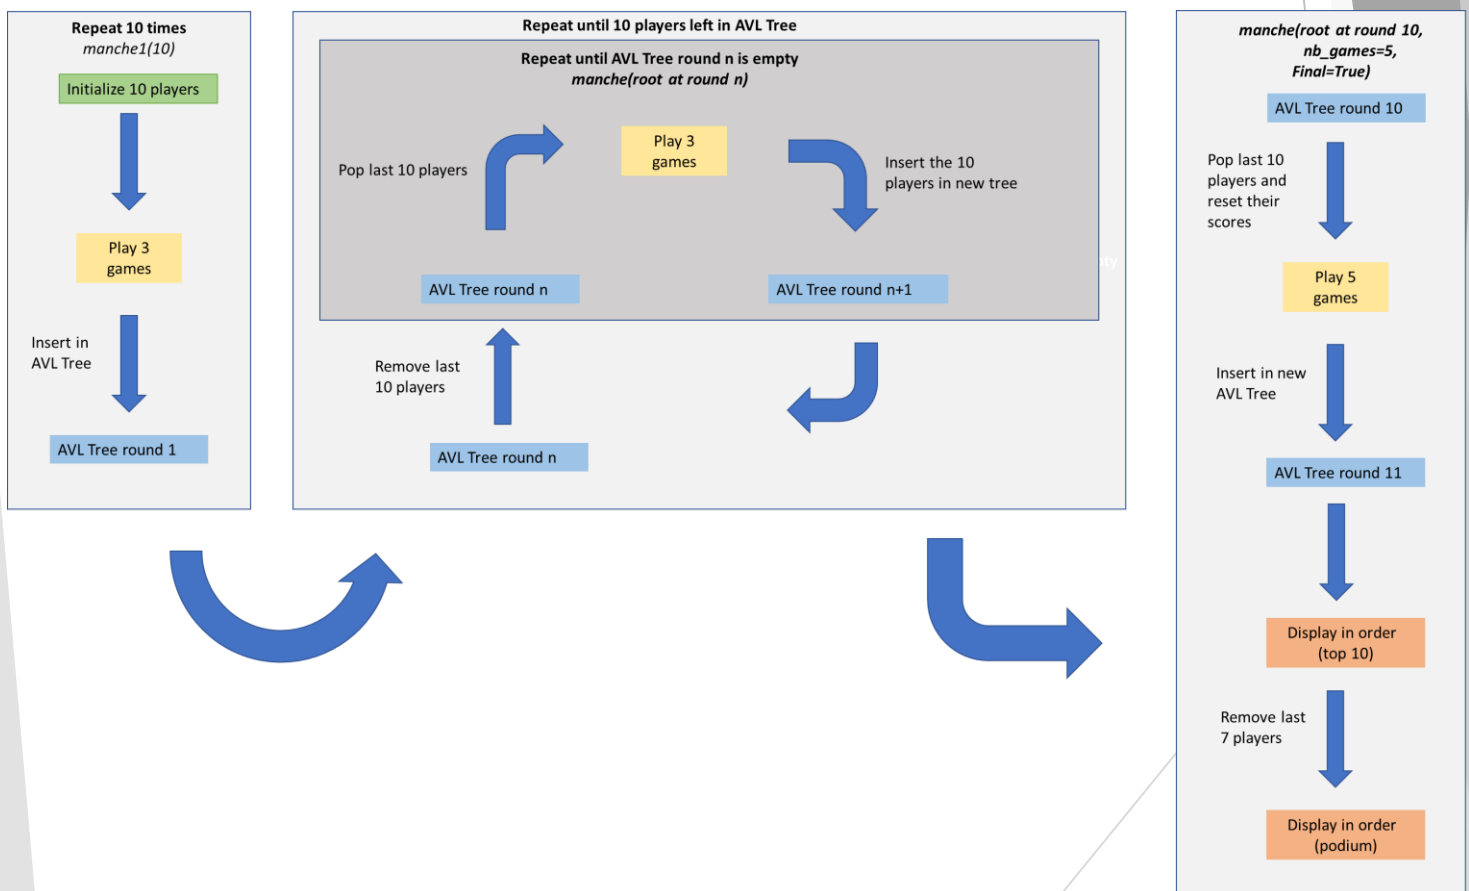 Repeat 10 times
manche1(10)
Initialize 10 players
Play 3
games
Insert in
AVL Tree
AVL Tree round 1
Repeat until 10 players left in AVL Tree
Repeat until AVL Tree round n is empty
manche(root at round n)
Pop last 10 players
Play 3
games
Insert the 10
players in new tree
AVL Tree round n
AVL Tree round n+1
Remove last
10 players
AVL Tree round n
manche(root at round 10,
nb_games=5,
Final=True)
AVL Tree round 10
Pop last 10
players and
reset their
scores
Play 5
games
Insert in new
AVL Tree
AVL Tree round 11
Display in order
(top 10)
Remove last
7 players
Display in order
(podium)